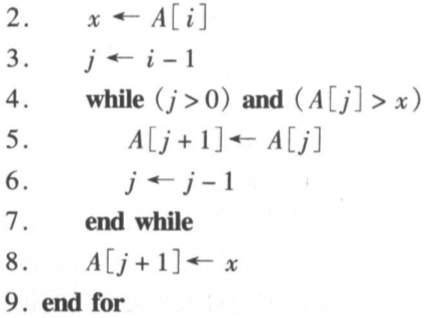 2. x ← A[i]
3. j ← i - 1
4. while (j > 0) and (A[j] > x)
5. A[j + 1] ← A[j]
6. j ← j - 1
7. end while
8. A[j + 1] ← x
9. end for